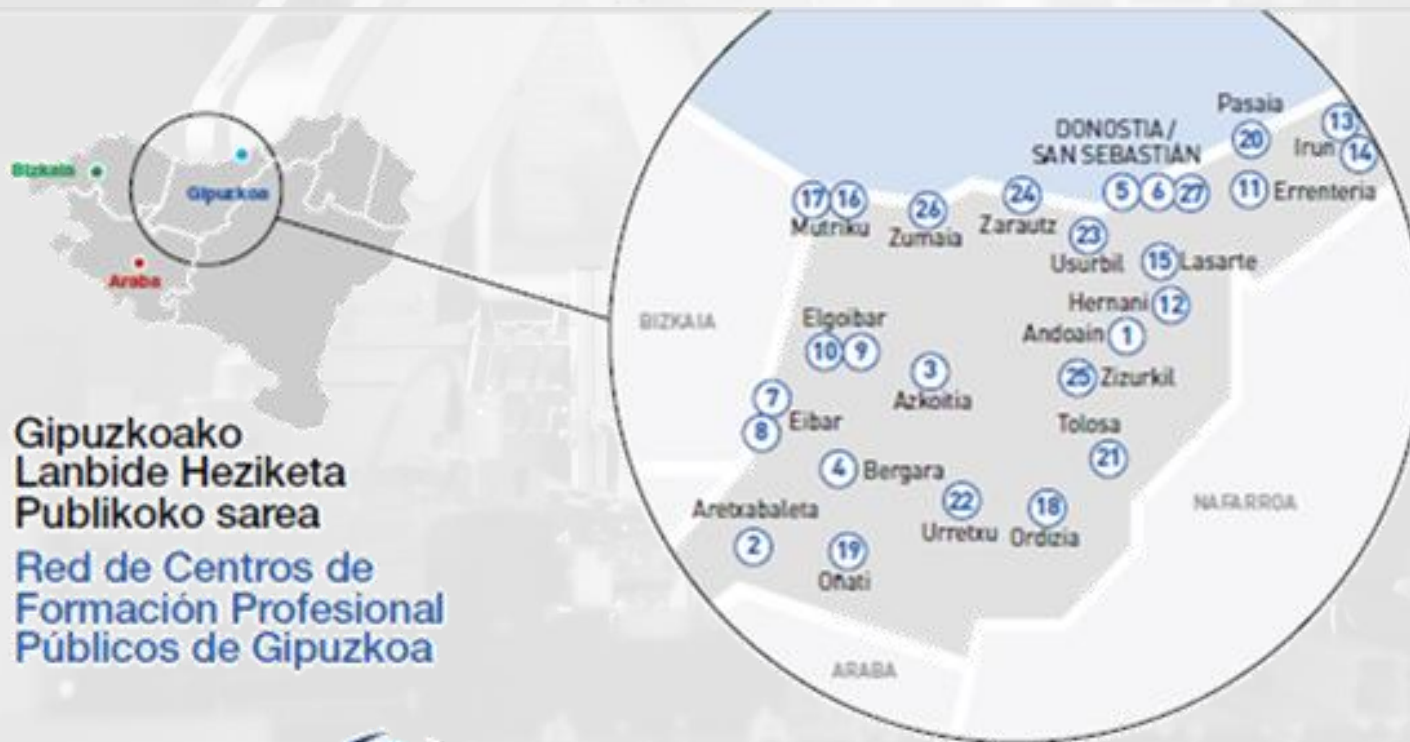 Bizkaia
Gipuzkoa
Araba
Gipuzkoako
Lanbide Heziketa
Publikoko sarea
Red de Centros de
Formación Profesional
Públicos de Gipuzkoa
Pasaia
20
13
Irun 14
DONOSTIA /
SAN SEBASTIÁN
5 6 27
11 Errenteria
17 16
Mutriku
26
Zumaia
24
Zarautz
23
Usurbil
15 Lasarte
Hernani 12
Andoain 1
BIZKAIA
Elgoibar
10 9
3
Azkoitia
25 Zizurkil
7
8
Eibar
Tolosa
21
4 Bergara
22
Urretxu
18
Ordizia
NAFARROA
Aretxabaleta
2
19
Oñati
ARABA